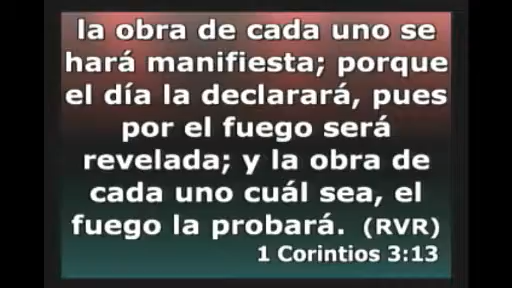 la obra de cada uno se
hará manifiesta; porque
el día la declarará, pues
por el fuego será
revelada; y la obra de
cada uno cuál sea, el
fuego la probará. (RVR)
1 Corintios 3:13